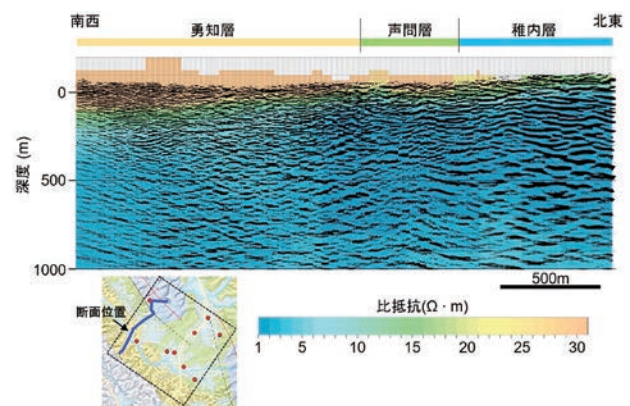 南西 北東
勇知層 声問層 稚内層
0
500
1000
深度 (m)
500m
断面位置
比抵抗(Ω・m)
1 5 10 15 20 25 30